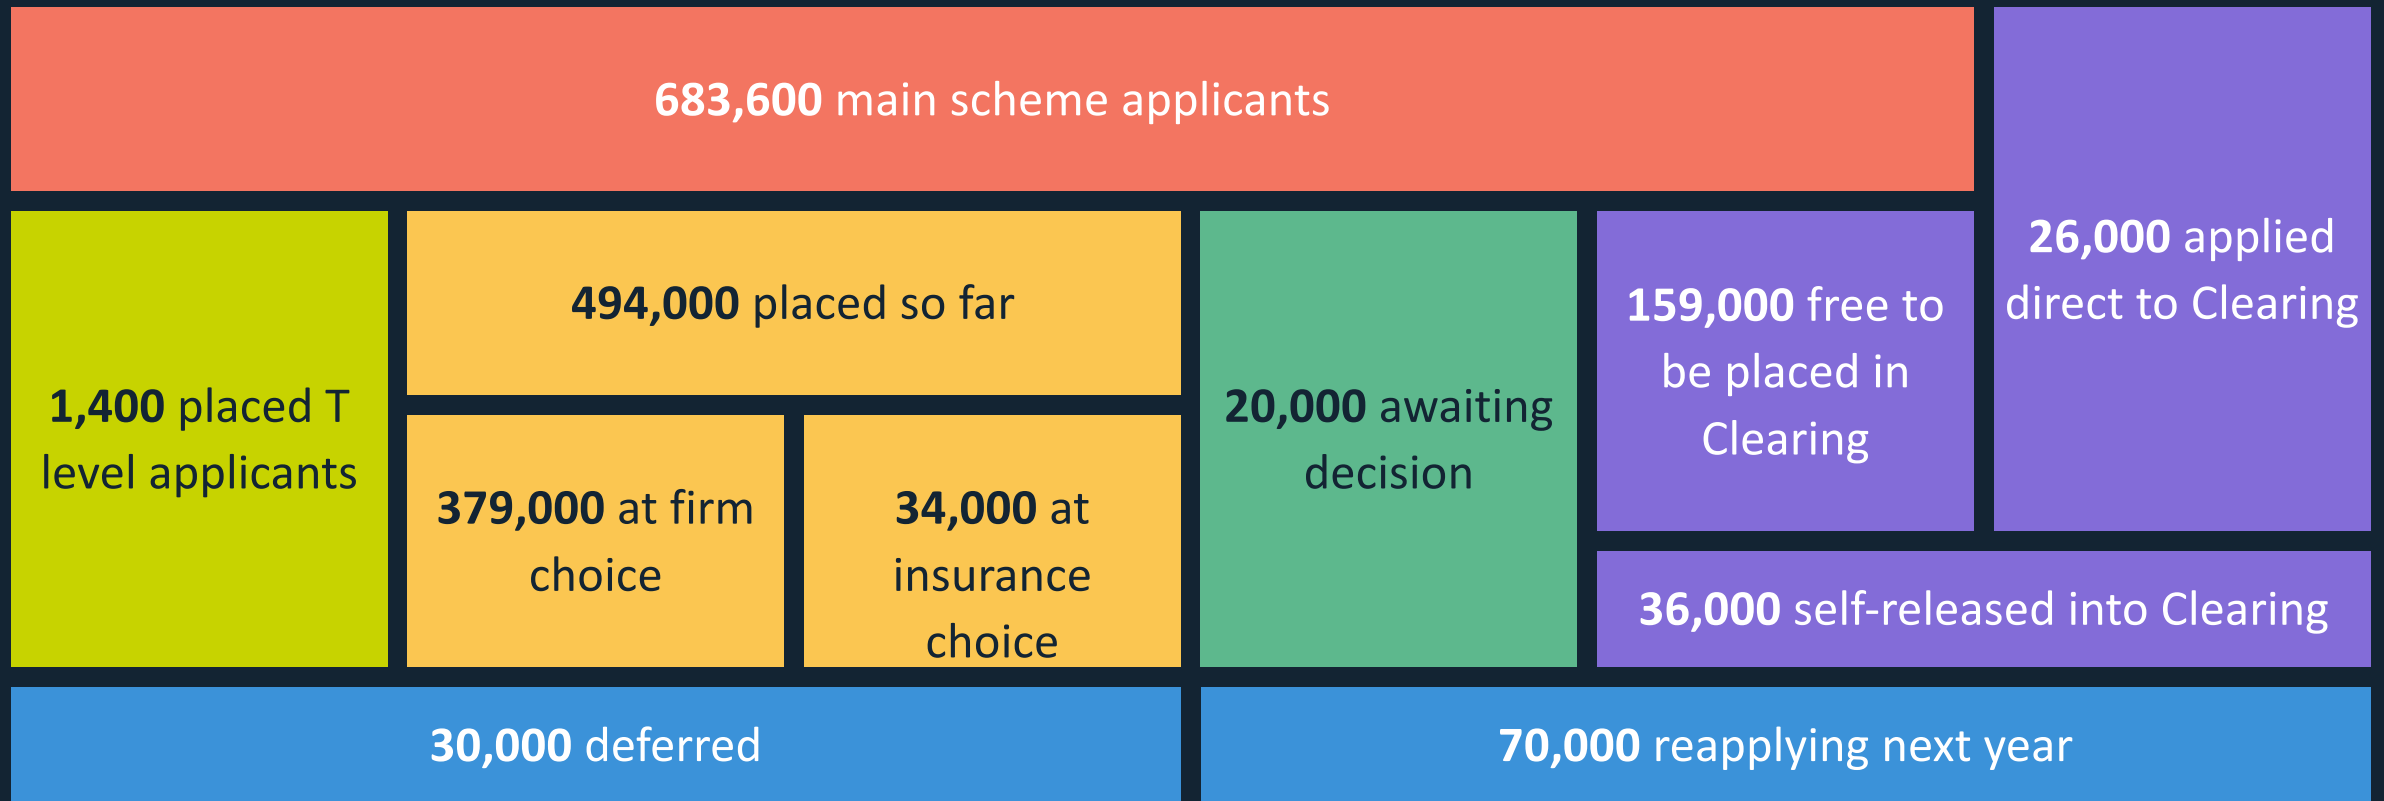 683,600 main scheme applicants
1,400 placed T
level applicants
494,000 placed so far
379,000 at firm
choice
34,000 at
insurance
choice
20,000 awaiting
decision
159,000 free to
be placed in
Clearing
26,000 applied
direct to Clearing
36,000 self-released into Clearing
30,000 deferred
70,000 reapplying next year